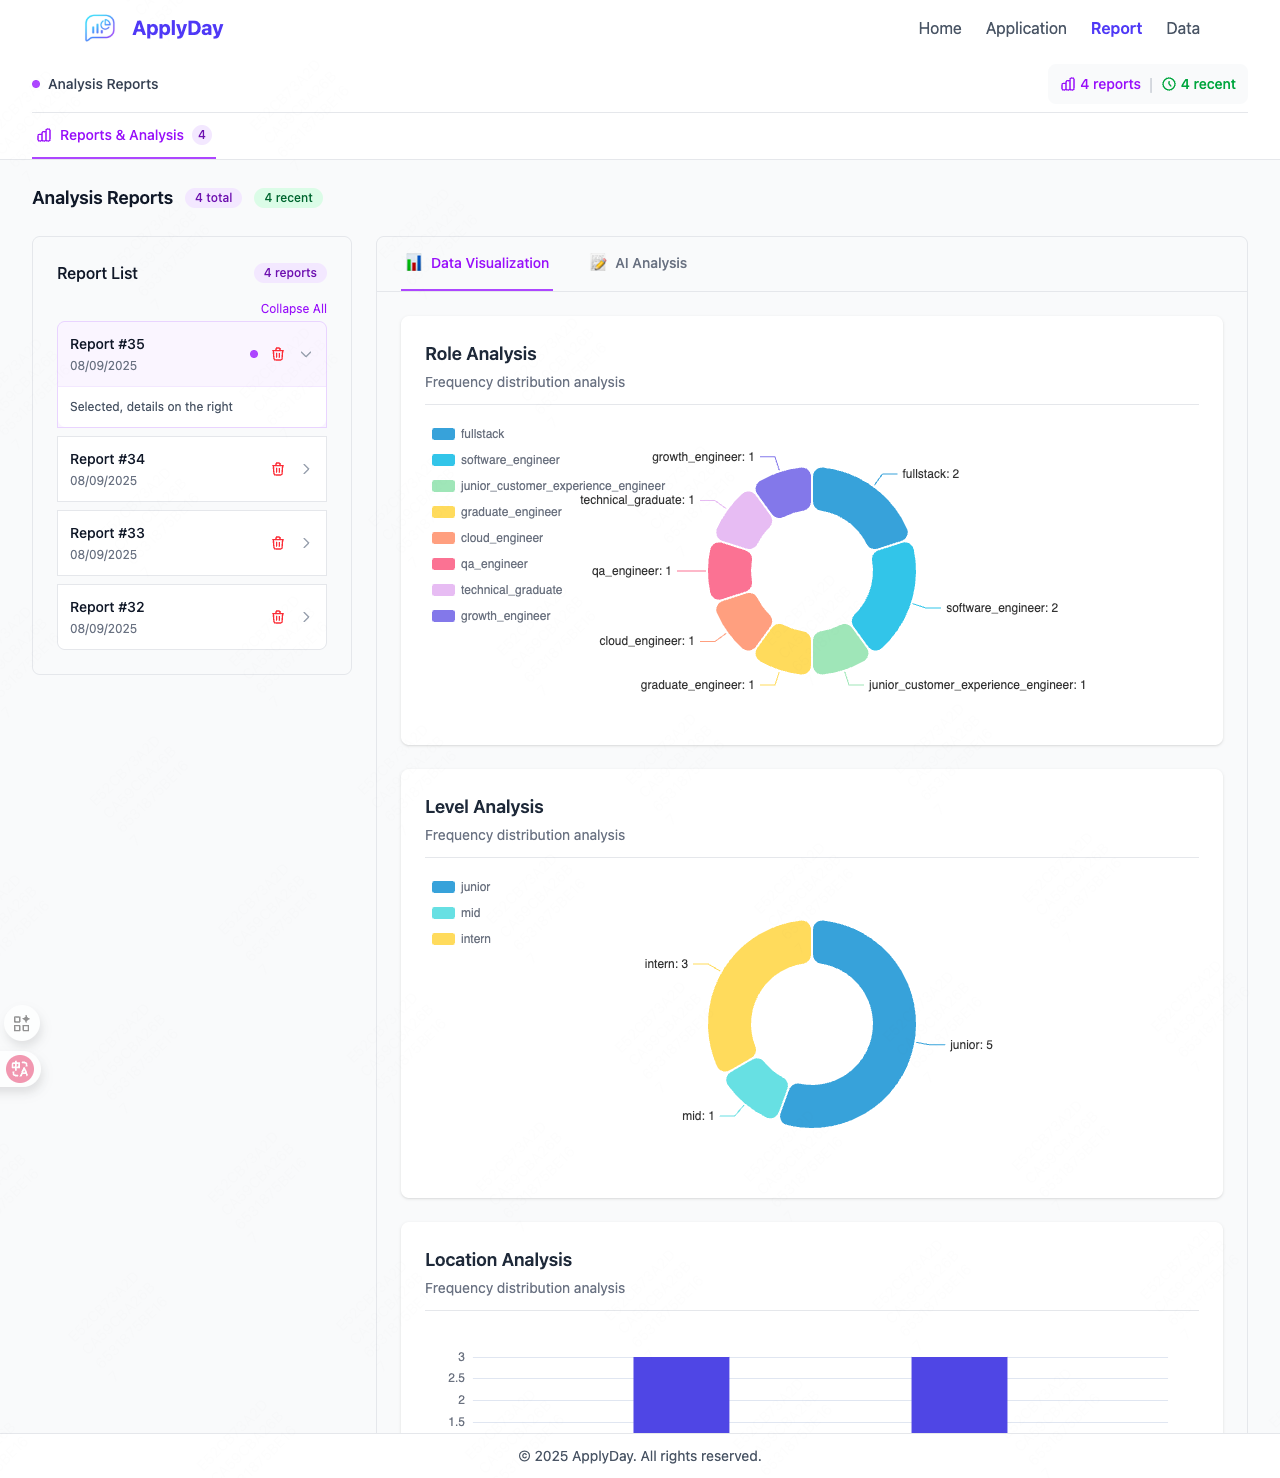 ApplyDay
Home Application Report Data
Analysis Reports
4 reports | 4 recent
Reports & Analysis 4
Analysis Reports 4 total 4 recent
Report List
4 reports
Collapse All
Report #35
08/09/2025
Selected, details on the right
Report #34
08/09/2025
Report #33
08/09/2025
Report #32
08/09/2025
Data Visualization
AI Analysis
Role Analysis
Frequency distribution analysis
fullstack
software_engineer
junior_customer_experience_engineer
graduate_engineer
cloud_engineer
qa_engineer
technical_graduate
growth_engineer
growth_engineer: 1
fullstack: 2
technical_graduate: 1
qa_engineer: 1
software_engineer: 2
cloud_engineer: 1
graduate_engineer: 1
junior_customer_experience_engineer: 1
Level Analysis
Frequency distribution analysis
junior
mid
intern
intern: 3
junior: 5
mid: 1
Location Analysis
Frequency distribution analysis
3
2.5
2
1.5
© 2025 ApplyDay. All rights reserved.